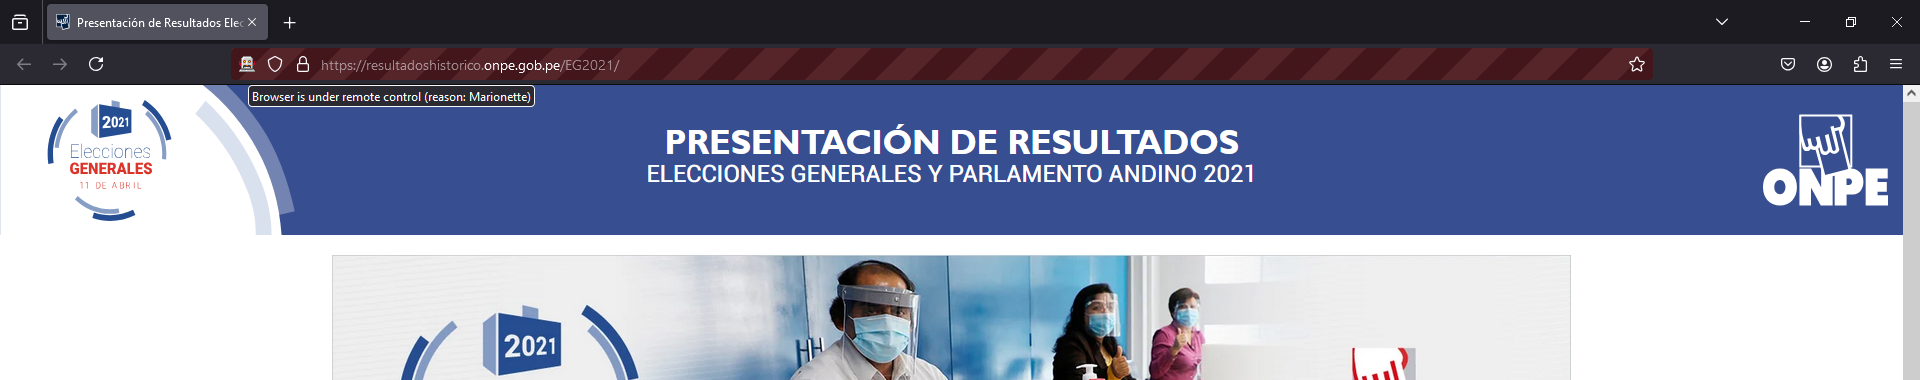 Presentación de Resultados Elec
https://resultadoshistorico.onpe.gob.pe/EG2021/
Browser is under remote control (reason: Marionette)
2021
Elecciones
GENERALES
11 DE ABRIL
PRESENTACIÓN DE RESULTADOS
ELECCIONES GENERALES Y PARLAMENTO ANDINO 2021
ONPE
2021